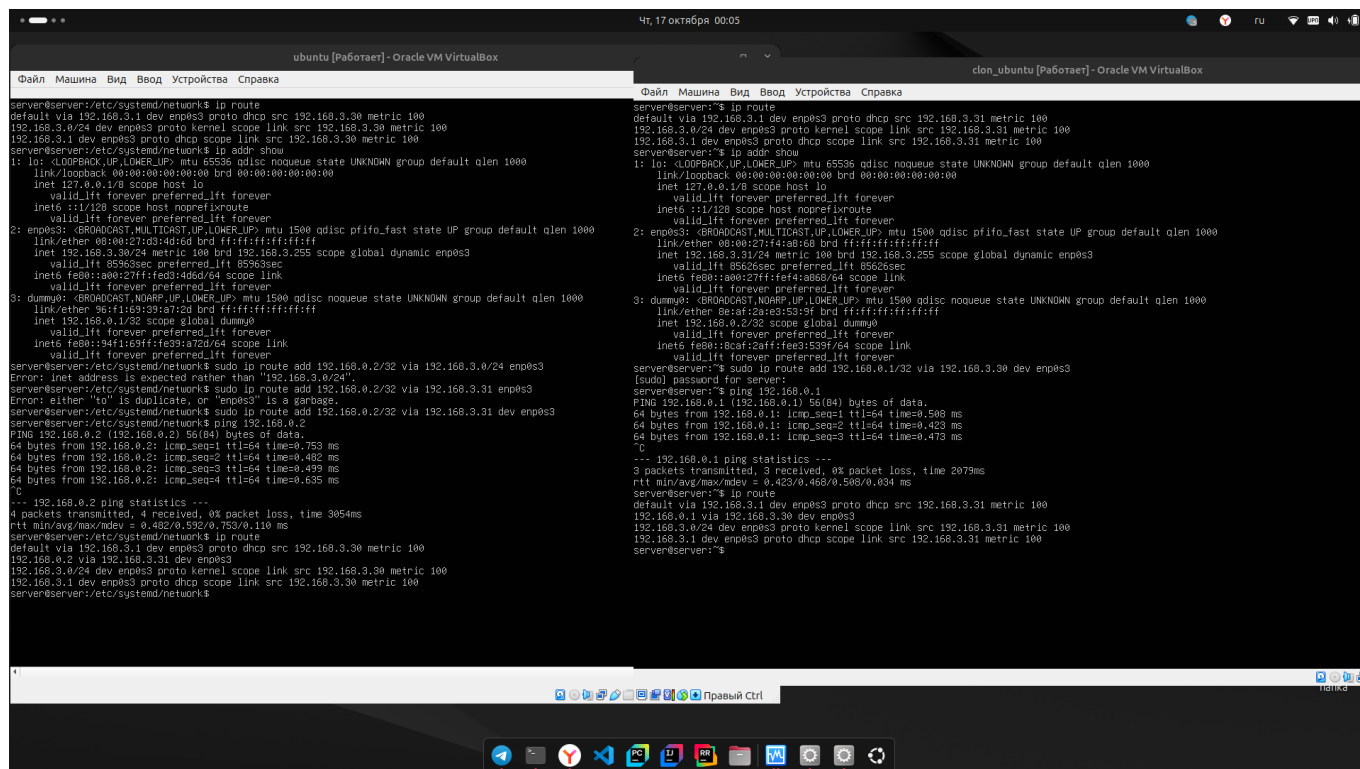 Чт, 17 октября 00:05
ru
ubuntu [Работает] - Oracle VM VirtualBox
Файл Машина Вид Ввод Устройства Справка
server@server:/etc/systemd/network$ ip route
default via 192.168.3.1 dev enp0s3 proto dhcp src 192.168.3.30 metric 100
192.168.3.0/24 dev enp0s3 proto kernel scope link src 192.168.3.30 metric 100
192.168.3.1 dev enp0s3 proto dhcp scope link src 192.168.3.30 metric 100
server@server:/etc/systemd/network$ ip addr show
1: lo: <LOOPBACK,UP,LOWER_UP> mtu 65536 qdisc noqueue state UNKNOWN group default qlen 1000
link/loopback 00:00:00:00:00:00 brd 00:00:00:00:00:00
inet 127.0.0.1/8 scope host lo
valid_lft forever preferred_lft forever
inet6 ::1/128 scope host noprefixroute
valid_lft forever preferred_lft forever
2: enp0s3: <BROADCAST,MULTICAST,UP,LOWER_UP> mtu 1500 qdisc pfifo_fast state UP group default qlen 1000
link/ether 08:00:27:d3:4d:6d brd ff:ff:ff:ff:ff:ff
inet 192.168.3.30/24 metric 100 brd 192.168.3.255 scope global dynamic enp0s3
valid_lft 85963sec preferred_lft 85963sec
inet6 fe80::a00:27ff:fed3:4d6d/64 scope link
valid_lft forever preferred_lft forever
3: dummy0: <BROADCAST,NOARP,UP,LOWER_UP> mtu 1500 qdisc noqueue state UNKNOWN group default qlen 1000
link/ether 96:f1:69:39:a7:2d brd ff:ff:ff:ff:ff:ff
inet 192.168.0.1/32 scope global dummy0
valid_lft forever preferred_lft forever
inet6 fe80::94f1:69ff:fe39:a72d/64 scope link
valid_lft forever preferred_lft forever
server@server:/etc/systemd/network$ sudo ip route add 192.168.0.2/32 via 192.168.3.0/24 enp0s3
Error: inet address is expected rather than "192.168.3.0/24".
server@server:/etc/systemd/network$ sudo ip route add 192.168.0.2/32 via 192.168.3.31 enp0s3
Error: either "to" is duplicate, or "enp0s3" is a garbage.
server@server:/etc/systemd/network$ sudo ip route add 192.168.0.2/32 via 192.168.3.31 dev enp0s3
server@server:/etc/systemd/network$ ping 192.168.0.2
PING 192.168.0.2 (192.168.0.2) 56(84) bytes of data.
64 bytes from 192.168.0.2: icmp_seq=1 ttl=64 time=0.753 ms
64 bytes from 192.168.0.2: icmp_seq=2 ttl=64 time=0.482 ms
64 bytes from 192.168.0.2: icmp_seq=3 ttl=64 time=0.499 ms
64 bytes from 192.168.0.2: icmp_seq=4 ttl=64 time=0.635 ms
^C
--- 192.168.0.2 ping statistics ---
4 packets transmitted, 4 received, 0% packet loss, time 3054ms
rtt min/avg/max/mdev = 0.482/0.592/0.753/0.110 ms
server@server:/etc/systemd/network$ ip route
default via 192.168.3.1 dev enp0s3 proto dhcp src 192.168.3.30 metric 100
192.168.0.2 via 192.168.3.31 dev enp0s3
192.168.3.0/24 dev enp0s3 proto kernel scope link src 192.168.3.30 metric 100
192.168.3.1 dev enp0s3 proto dhcp scope link src 192.168.3.30 metric 100
server@server:/etc/systemd/network$
Правый Ctrl
clon_ubuntu [Работает] - Oracle VM VirtualBox
Файл Машина Вид Ввод Устройства Справка
server@server:~$ ip route
default via 192.168.3.1 dev enp0s3 proto dhcp src 192.168.3.31 metric 100
192.168.3.0/24 dev enp0s3 proto kernel scope link src 192.168.3.31 metric 100
192.168.3.1 dev enp0s3 proto dhcp scope link src 192.168.3.31 metric 100
server@server:~$ ip addr show
1: lo: <LOOPBACK,UP,LOWER_UP> mtu 65536 qdisc noqueue state UNKNOWN group default qlen 1000
link/loopback 00:00:00:00:00:00 brd 00:00:00:00:00:00
inet 127.0.0.1/8 scope host lo
valid_lft forever preferred_lft forever
inet6 ::1/128 scope host noprefixroute
valid_lft forever preferred_lft forever
2: enp0s3: <BROADCAST,MULTICAST,UP,LOWER_UP> mtu 1500 qdisc pfifo_fast state UP group default qlen 1000
link/ether 08:00:27:f4:a8:68 brd ff:ff:ff:ff:ff:ff
inet 192.168.3.31/24 metric 100 brd 192.168.3.255 scope global dynamic enp0s3
valid_lft 85626sec preferred_lft 85626sec
inet6 fe80::a00:27ff:fef4:a868/64 scope link
valid_lft forever preferred_lft forever
3: dummy0: <BROADCAST,NOARP,UP,LOWER_UP> mtu 1500 qdisc noqueue state UNKNOWN group default qlen 1000
link/ether 8e:af:2a:e3:53:9f brd ff:ff:ff:ff:ff:ff
inet 192.168.0.2/32 scope global dummy0
valid_lft forever preferred_lft forever
inet6 fe80::8caf:2aff:fee3:539f/64 scope link
valid_lft forever preferred_lft forever
server@server:~$ sudo ip route add 192.168.0.1/32 via 192.168.3.30 dev enp0s3
[sudo] password for server:
server@server:~$ ping 192.168.0.1
PING 192.168.0.1 (192.168.0.1) 56(84) bytes of data.
64 bytes from 192.168.0.1: icmp_seq=1 ttl=64 time=0.508 ms
64 bytes from 192.168.0.1: icmp_seq=2 ttl=64 time=0.423 ms
64 bytes from 192.168.0.1: icmp_seq=3 ttl=64 time=0.473 ms
^C
--- 192.168.0.1 ping statistics ---
3 packets transmitted, 3 received, 0% packet loss, time 2079ms
rtt min/avg/max/mdev = 0.423/0.468/0.508/0.034 ms
server@server:~$ ip route
default via 192.168.3.1 dev enp0s3 proto dhcp src 192.168.3.31 metric 100
192.168.0.1 via 192.168.3.30 dev enp0s3
192.168.3.0/24 dev enp0s3 proto kernel scope link src 192.168.3.31 metric 100
192.168.3.1 dev enp0s3 proto dhcp scope link src 192.168.3.31 metric 100
server@server:~$